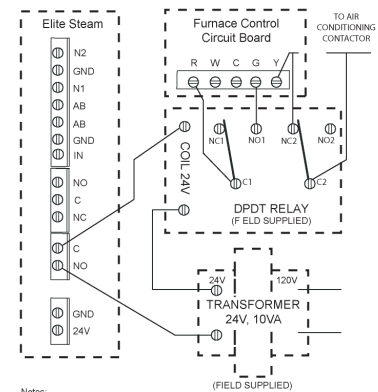 Elite Steam
N2
GND
N1
AB
AB
GND
IN
NO
C
NC
C
NO
GND
24V
Furnace Control
Circuit Board
R W C G Y
TO AIR
CONDITIONING
CONTACTOR
COIL 24V
NC1
NO1
NC2
NO2
C1
C2
DPDT RELAY
(F ELD SUPPLIED)
24V
120V
TRANSFORMER
24V, 10VA
(FIELD SUPPLIED)
Notes: